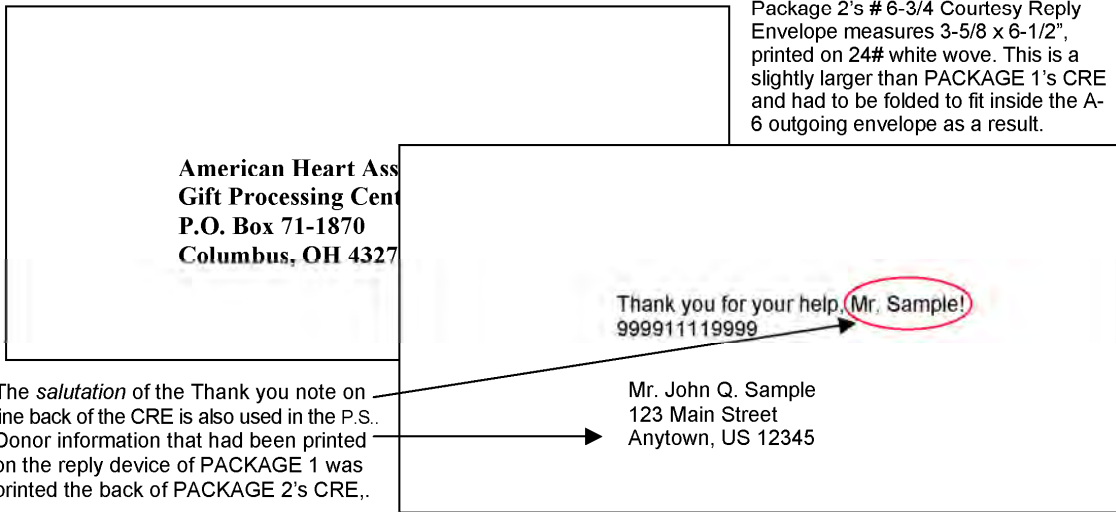 Package 2's # 6-3/4 Courtesy Reply
Envelope measures 3-5/8 x 6-1/2”,
printed on 24# white wove. This is a
slightly larger than PACKAGE 1's CRE
and had to be folded to fit inside the A-
6 outgoing envelope as a result.
American Heart Ass
Gift Processing Cent
P.O. Box 71-1870
Columbus, OH 4327
Thank you for your help, Mr. Sample!
999911119999
Mr. John Q. Sample
123 Main Street
Anytown, US 12345
The salutation of the Thank you note on
ine back of the CRE is also used in the P.S..
Donor information that had been printed
on the reply device of PACKAGE 1 was
printed the back of PACKAGE 2's CRE,.